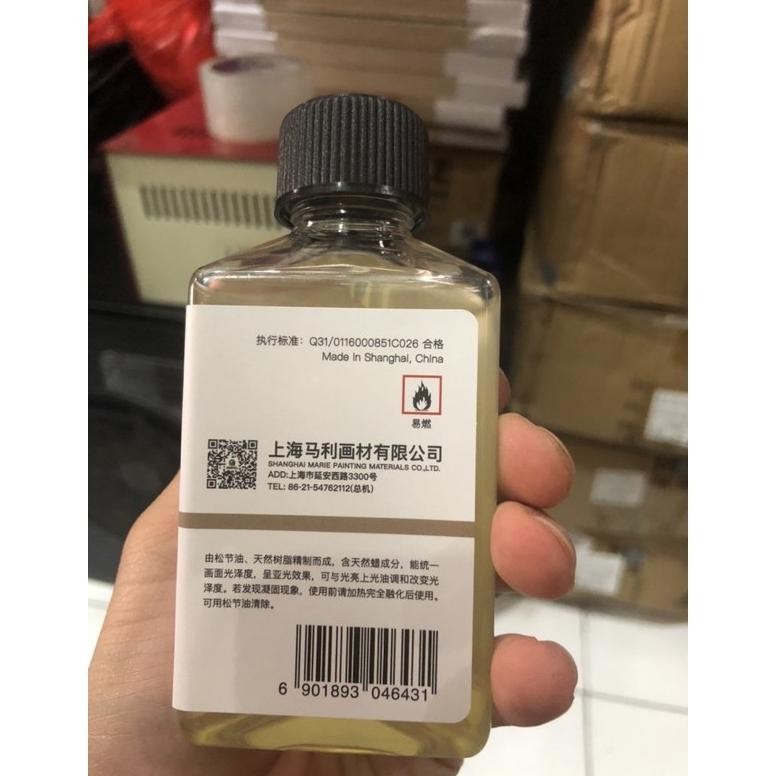 执行标准：Q31/0116000851C026 合格
Made in Shanghai, China
易燃
上海马利画材有限公司
SHANGHAI MARIE PAINTING MATERIALS CO.,LTD.
ADD:上海市延安西路3300号
TEL: 86-21-54762112(总机)
由松节油、天然树脂精制而成，含天然蜡成分，能统一
画面光泽度，呈亚光效果，可与光亮上光油调和改变光
泽度。若发现凝固现象，使用前请加热完全融化后使用。
可用松节油清除。
6 901893 046431